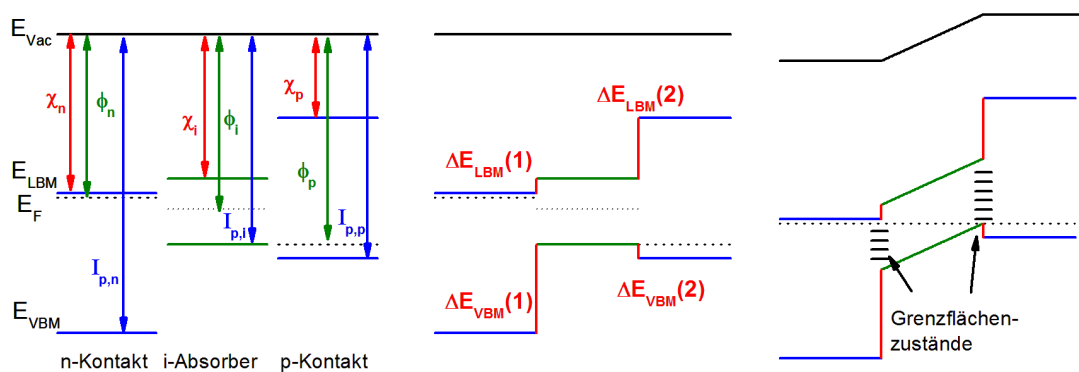 E_Vac
χ_n
ϕ_n
χ_i
ϕ_i
χ_p
ϕ_p
E_LBM
E_F
I_p,n
I_p,i
I_p,p
E_VBM
n-Kontakt i-Absorber p-Kontakt
ΔE_LBM(1)
ΔE_LBM(2)
ΔE_VBM(1)
ΔE_VBM(2)
Grenzflächen-
zustände